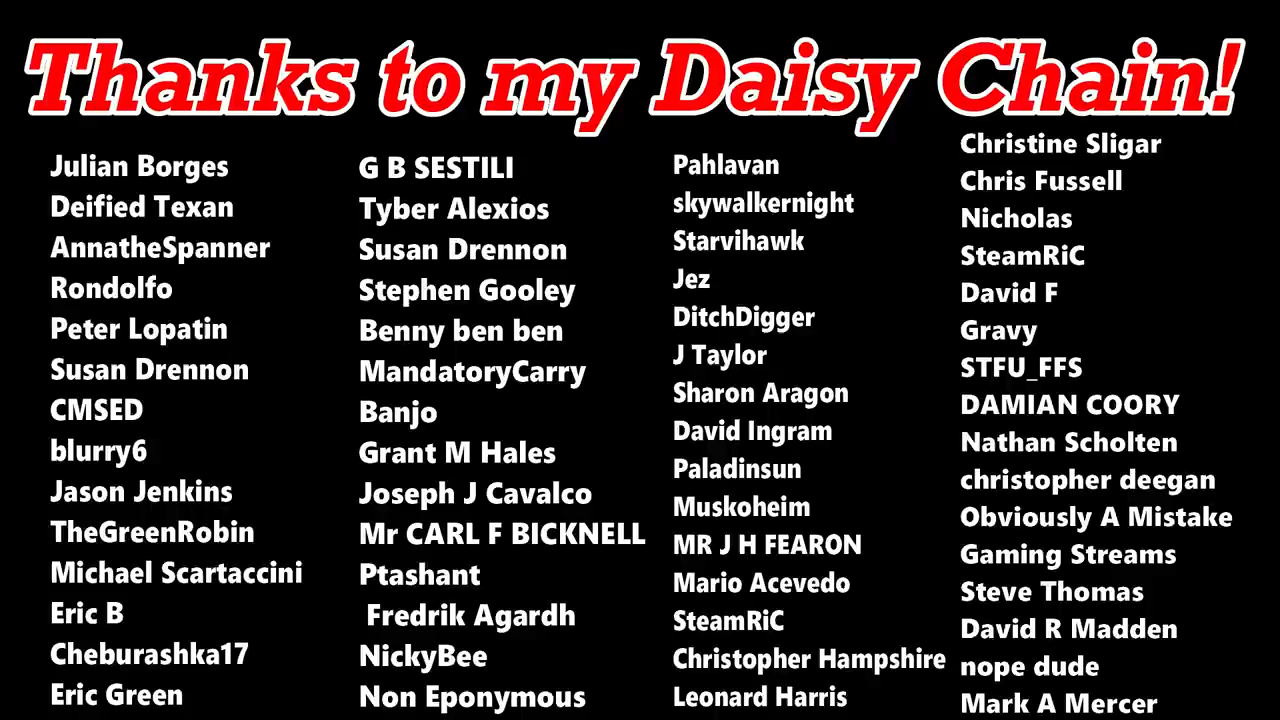 Thanks to my Daisy Chain!
Julian Borges
Deified Texan
AnnatheSpanner
Rondolfo
Peter Lopatin
Susan Drennon
CMSED
blurry6
Jason Jenkins
TheGreenRobin
Michael Scartaccini
Eric B
Cheburashka17
Eric Green
G B SESTILI
Tyber Alexios
Susan Drennon
Stephen Gooley
Benny ben ben
MandatoryCarry
Banjo
Grant M Hales
Joseph J Cavalco
Mr CARL F BICKNELL
Ptashant
Fredrik Agardh
NickyBee
Non Eponymous
Pahlavan
skywalkernight
Starvihawk
Jez
DitchDigger
J Taylor
Sharon Aragon
David Ingram
Paladinsun
Muskoheim
MR J H FEARON
Mario Acevedo
SteamRiC
Christopher Hampshire
Leonard Harris
Christine Sligar
Chris Fussell
Nicholas
SteamRiC
David F
Gravy
STFU_FFS
DAMIAN COORY
Nathan Scholten
christopher deegan
Obviously A Mistake
Gaming Streams
Steve Thomas
David R Madden
nope dude
Mark A Mercer